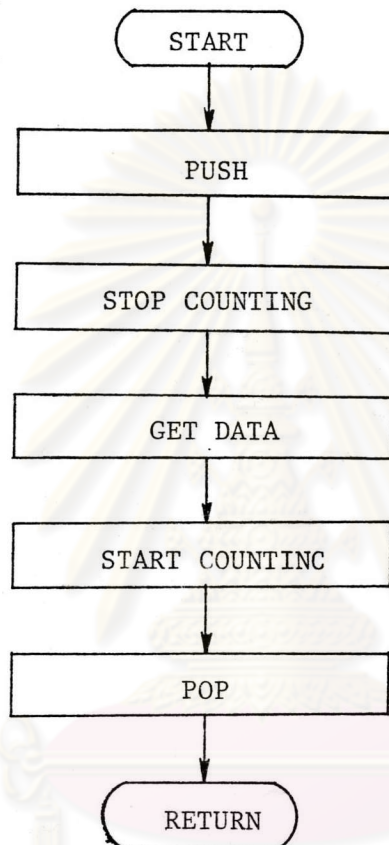 START
PUSH
STOP COUNTING
GET DATA
START COUNTINC
POP
RETURN